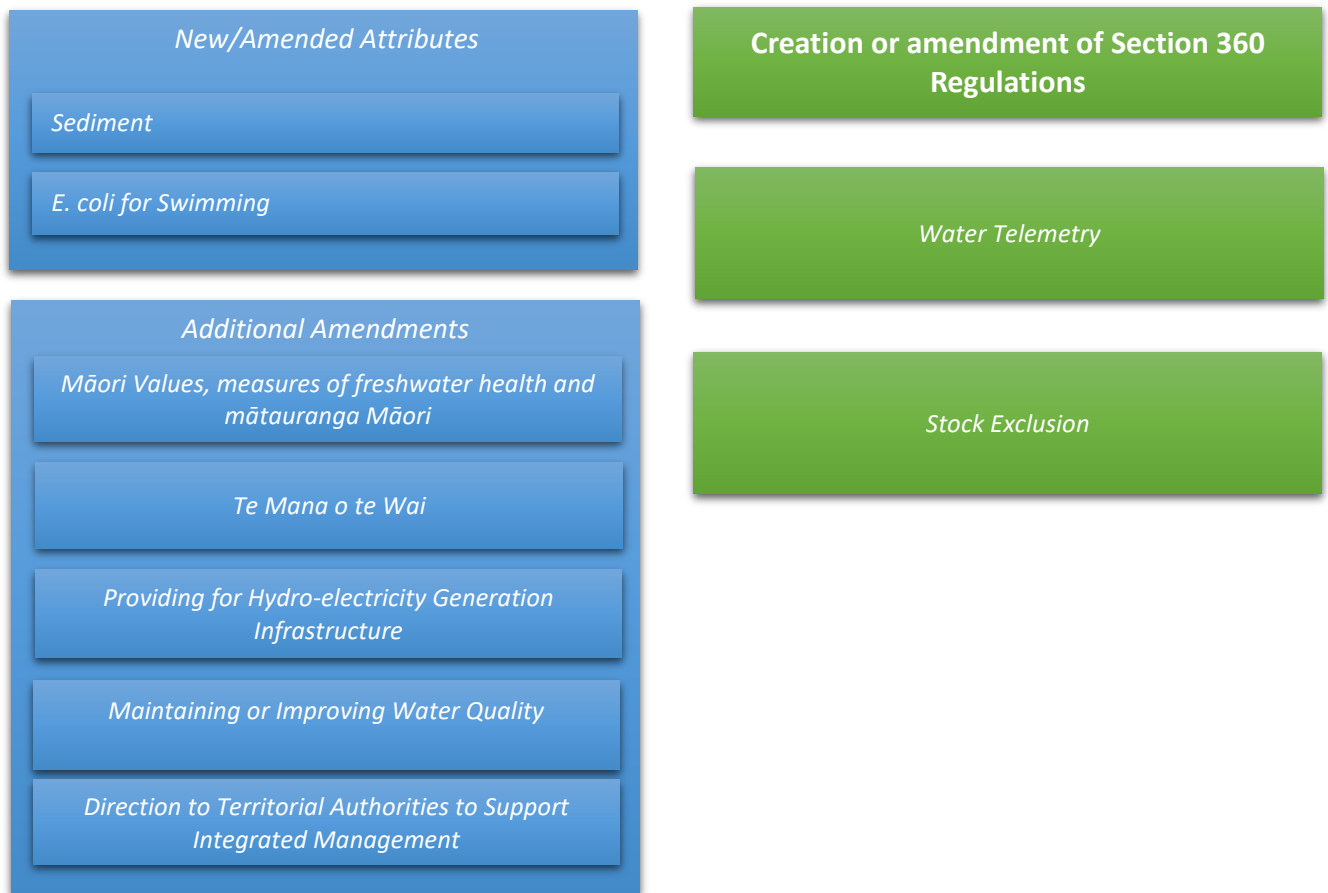 New/Amended Attributes
Sediment
E. coli for Swimming
Additional Amendments
Māori Values, measures of freshwater health and
mātauranga Māori
Te Mana o te Wai
Providing for Hydro-electricity Generation
Infrastructure
Maintaining or Improving Water Quality
Direction to Territorial Authorities to Support
Integrated Management
Creation or amendment of Section 360
Regulations
Water Telemetry
Stock Exclusion